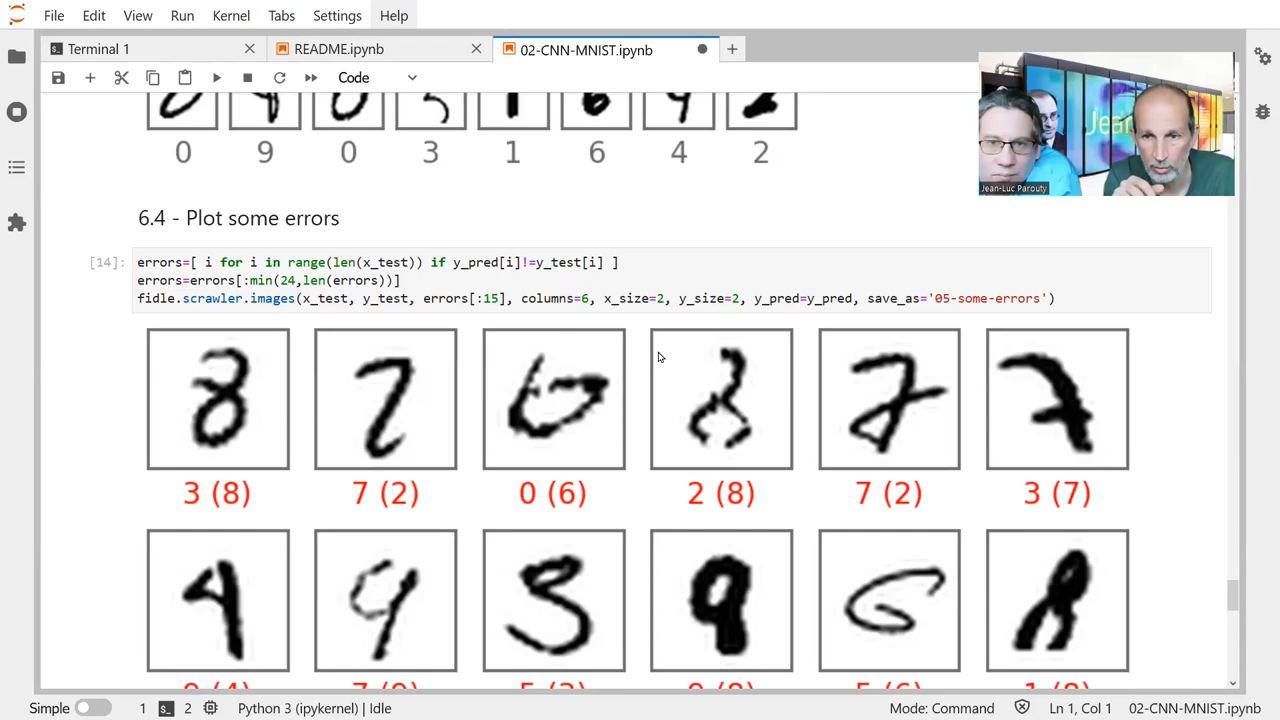 File Edit View Run Kernel Tabs Settings Help
Terminal 1 README.ipynb 02-CNN-MNIST.ipynb
Code
0 9 0 3 1 6 4 2
Jean-Luc Parouty
6.4 - Plot some errors
[14]: errors=[ i for i in range(len(x_test)) if y_pred[i]!=y_test[i] ]
errors=errors[:min(24,len(errors))]
fidle.scrawler.images(x_test, y_test, errors[:15], columns=6, x_size=2, y_size=2, y_pred=y_pred, save_as='05-some-errors')
3 (8) 7 (2) 0 (6) 2 (8) 7 (2) 3 (7)
Simple 1 2 Python 3 (ipykernel) | Idle Mode: Command Ln 1, Col 1 02-CNN-MNIST.ipynb